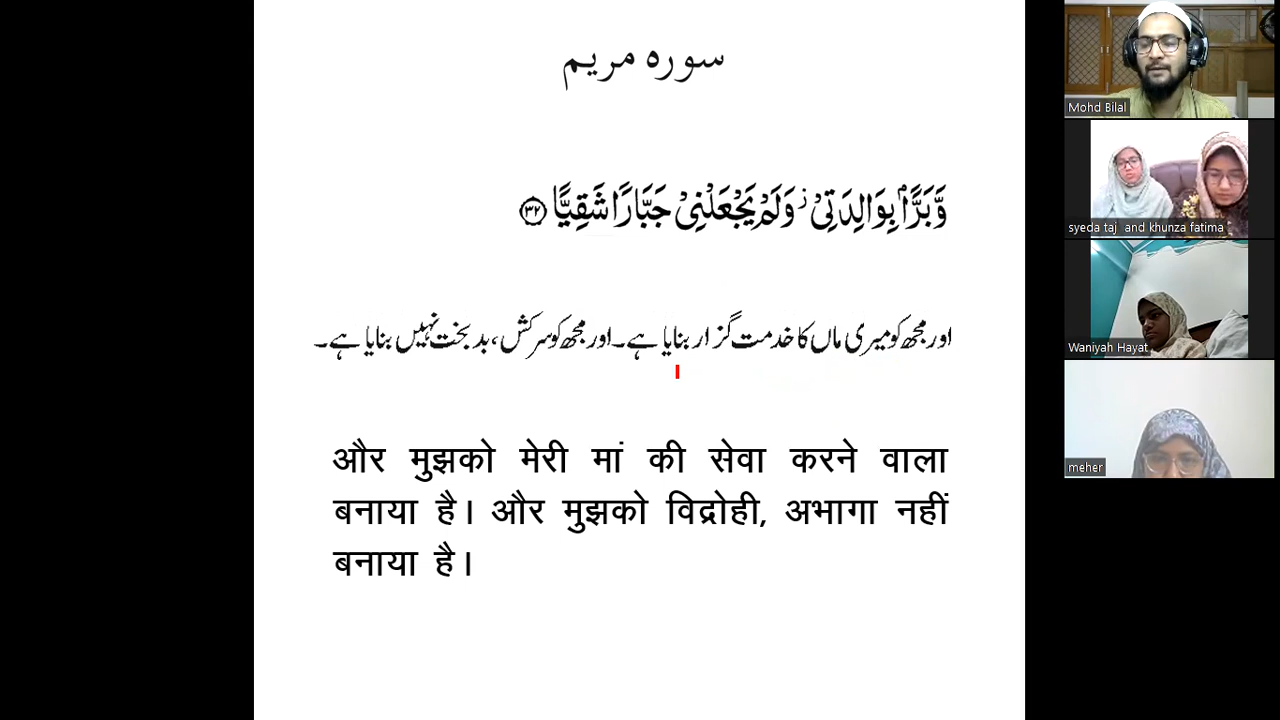 سورہ مریم
وَّبَرًّۢا بِوَالِدَتِیْ ؗ وَلَمْ یَجْعَلْنِیْ جَبَّارًا شَقِیًّا ﴿۳۲﴾
اور مجھ کو میری ماں کا خدمت گزار بنایا ہے۔ اور مجھ کو سرکش، بد بخت نہیں بنایا ہے۔
और मुझको मेरी मां की सेवा करने वाला
बनाया है। और मुझको विद्रोही, अभागा नहीं
बनाया है।
Mohd Bilal
syeda taj and khunza fatima
Waniyah Hayat
meher